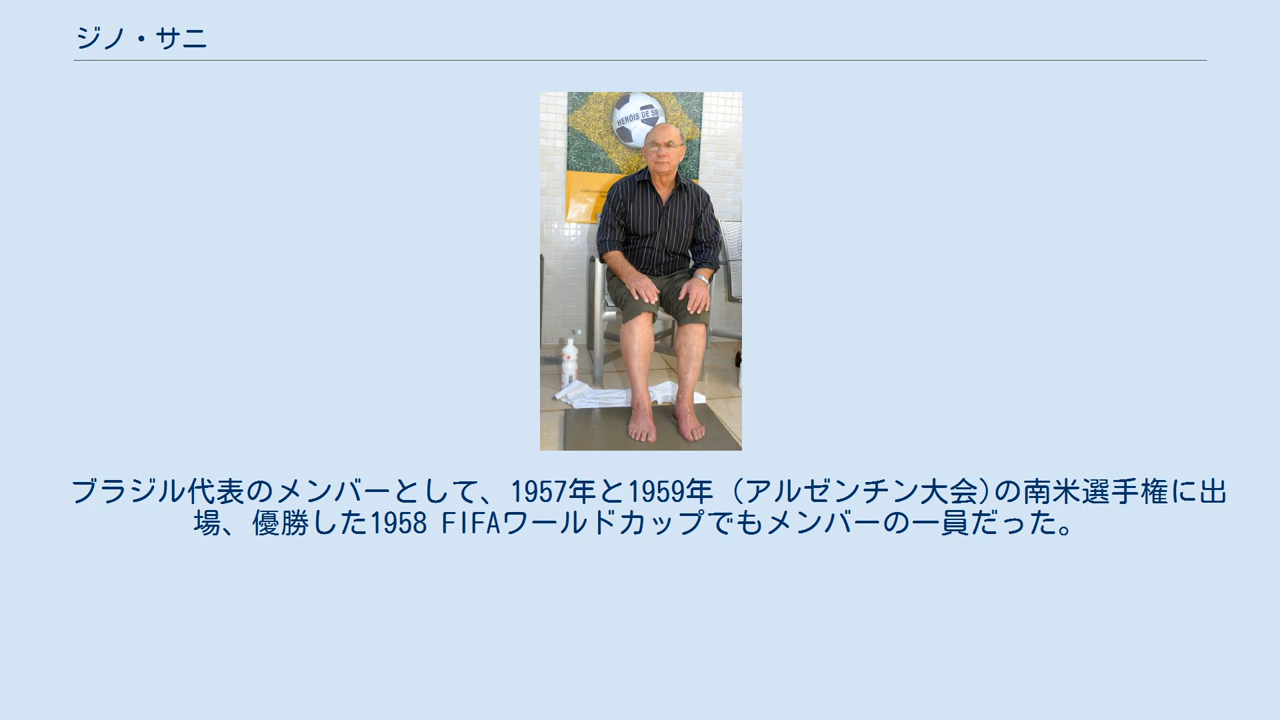 ジノ・サニ
HERÓIS DE 58
ブラジル代表のメンバーとして、1957年と1959年 (アルゼンチン大会)の南米選手権に出
場、優勝した1958 FIFAワールドカップでもメンバーの一員だった。